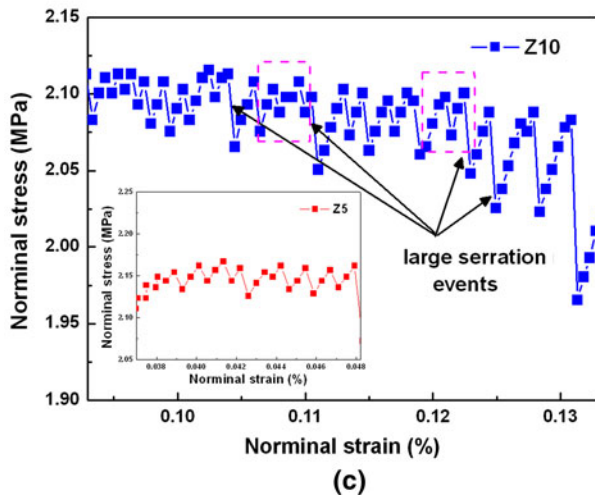 2.15
2.10
2.05
2.00
1.95
1.90
Norminal stress (MPa)
Z10
large serration
events
2.25
2.20
2.15
2.10
2.05
Norminal stress (MPa)
Z5
0.038 0.040 0.042 0.044 0.046 0.048
Norminal strain (%)
0.10 0.11 0.12 0.13
Norminal strain (%)
(c)